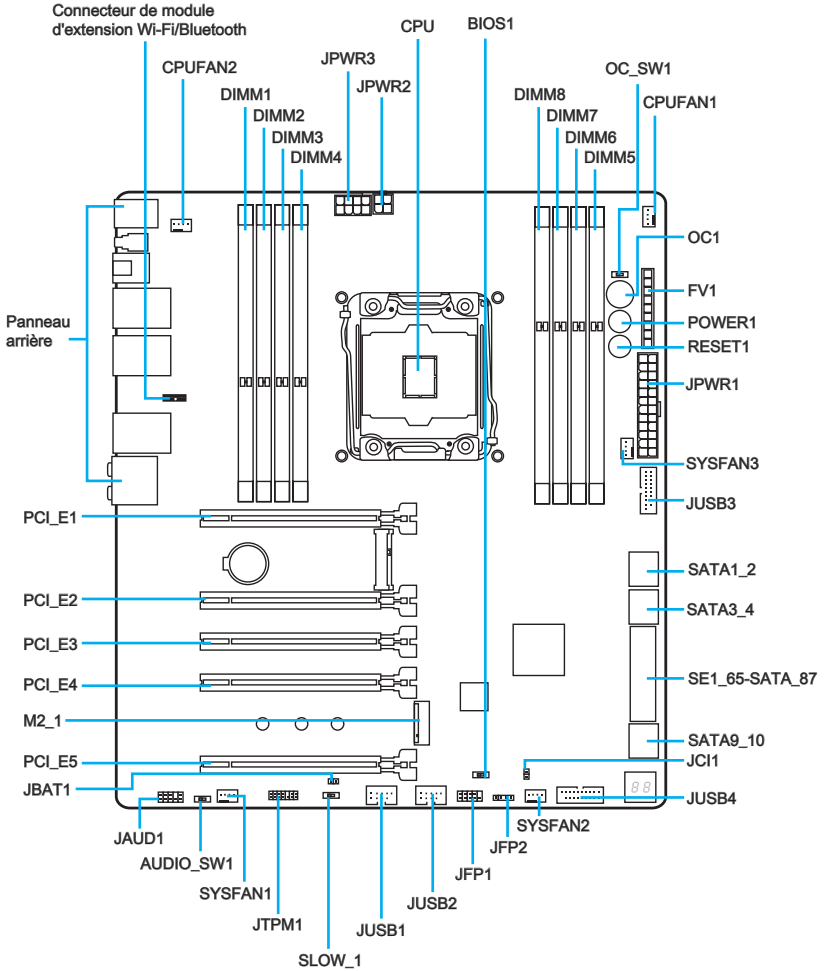 Connecteur de module
d'extension Wi-Fi/Bluetooth
CPU
BIOS1
JPWR3
JPWR2
CPUFAN2
OC_SW1
DIMM1
DIMM2
DIMM3
DIMM4
DIMM8
DIMM7
DIMM6
DIMM5
CPUFAN1
OC1
FV1
POWER1
RESET1
JPWR1
Panneau
arrière
SYSFAN3
JUSB3
PCI_E1
SATA1_2
PCI_E2
SATA3_4
PCI_E3
PCI_E4
SE1_65-SATA_87
M2_1
SATA9_10
PCI_E5
JCI1
JBAT1
88
JUSB4
JAUD1
AUDIO_SW1
SYSFAN1
JTPM1
SLOW_1
JUSB1
JUSB2
JFP1
JFP2
SYSFAN2